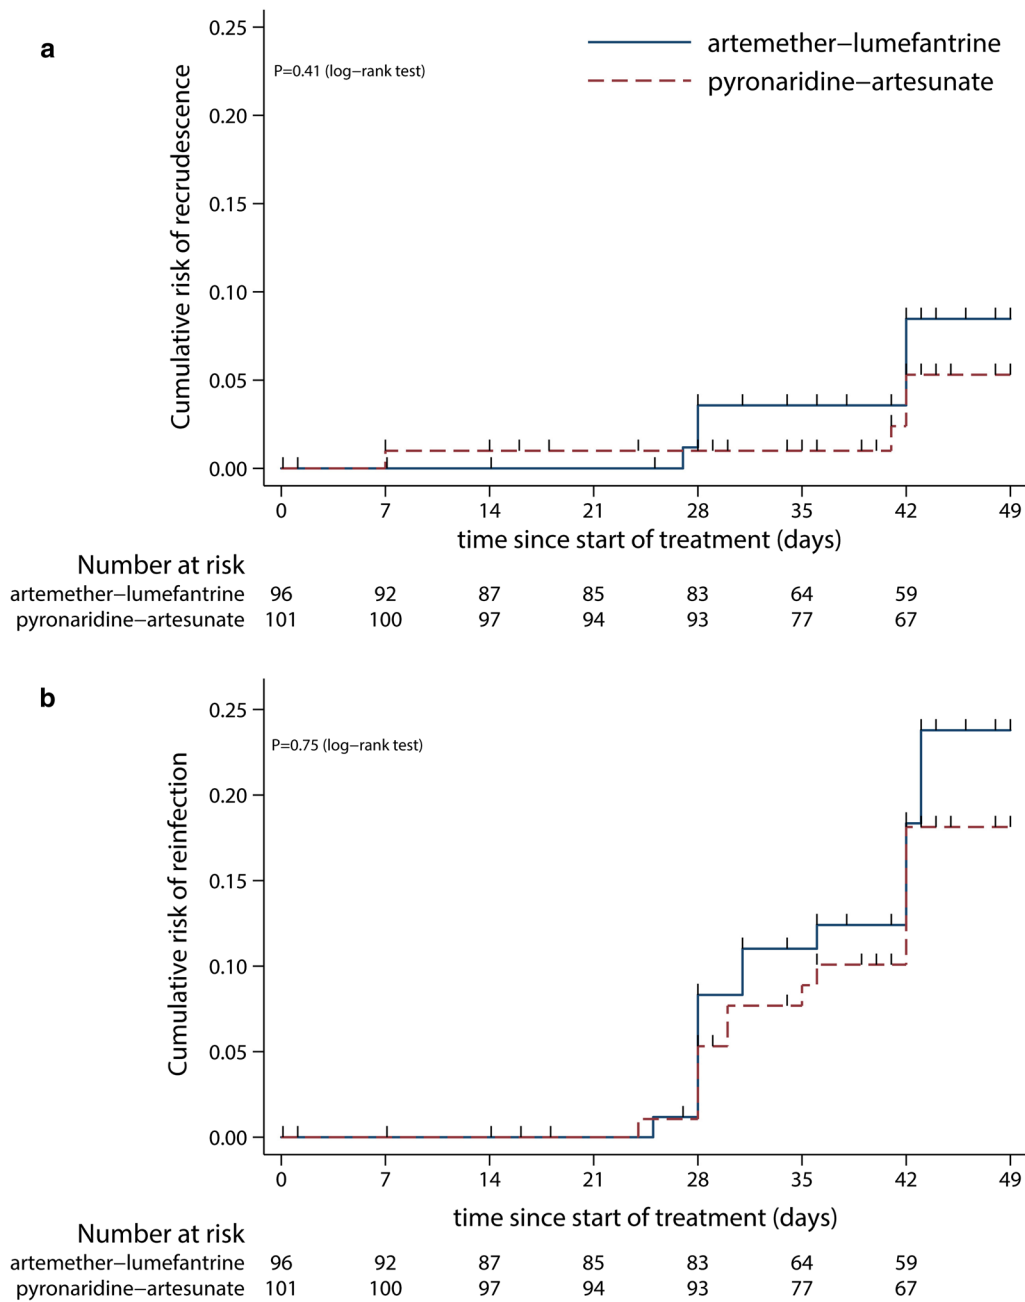 a
artemether–lumefantrine
pyronaridine–artesunate
P=0.41 (log–rank test)
Cumulative risk of recrudescence
0.25
0.20
0.15
0.10
0.05
0.00
0 7 14 21 28 35 42 49
time since start of treatment (days)
Number at risk
artemether–lumefantrine 96 92 87 85 83 64 59
pyronaridine–artesunate 101 100 97 94 93 77 67
b
P=0.75 (log–rank test)
Cumulative risk of reinfection
0.25
0.20
0.15
0.10
0.05
0.00
0 7 14 21 28 35 42 49
time since start of treatment (days)
Number at risk
artemether–lumefantrine 96 92 87 85 83 64 59
pyronaridine–artesunate 101 100 97 94 93 77 67